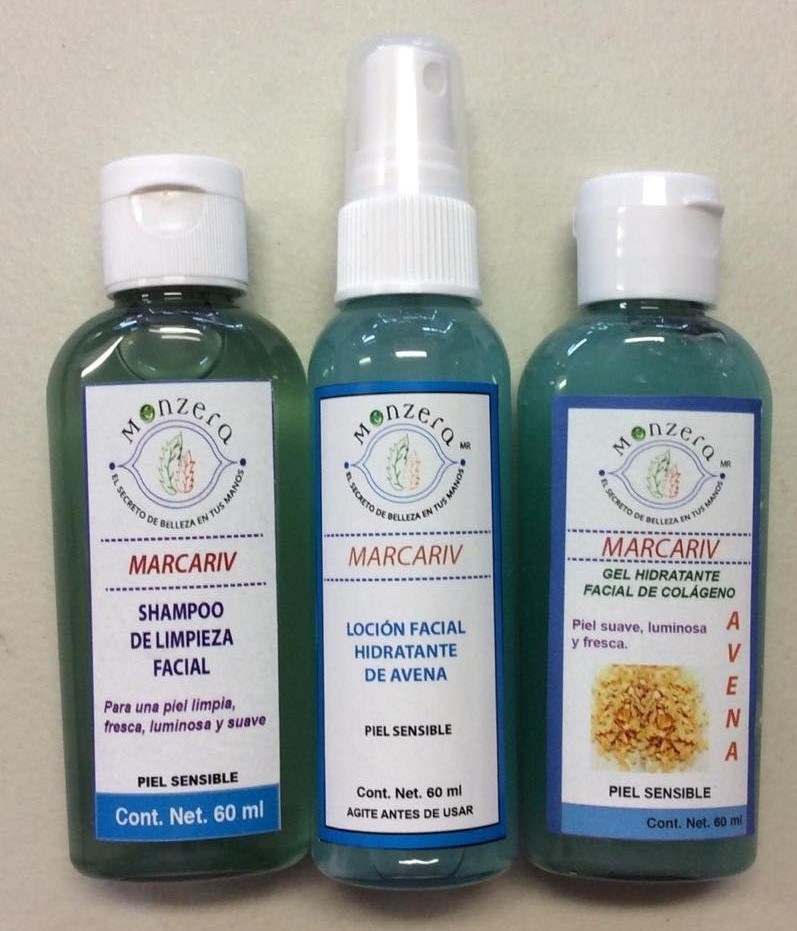 Monzera
EL SECRETO DE BELLEZA EN TUS MANOS
MARCARIV
SHAMPOO
DE LIMPIEZA
FACIAL
Para una piel limpia,
fresca, luminosa y suave
PIEL SENSIBLE
Cont. Net. 60 ml
Monzera
MR
EL SECRETO DE BELLEZA EN TUS MANOS
MARCARIV
LOCIÓN FACIAL
HIDRATANTE
DE AVENA
PIEL SENSIBLE
Cont. Net. 60 ml
AGITE ANTES DE USAR
Monzera
MR
EL SECRETO DE BELLEZA EN TUS MANOS
MARCARIV
GEL HIDRATANTE
FACIAL DE COLÁGENO
Piel suave, luminosa
y fresca.
AVENA
PIEL SENSIBLE
Cont. Net. 60 ml